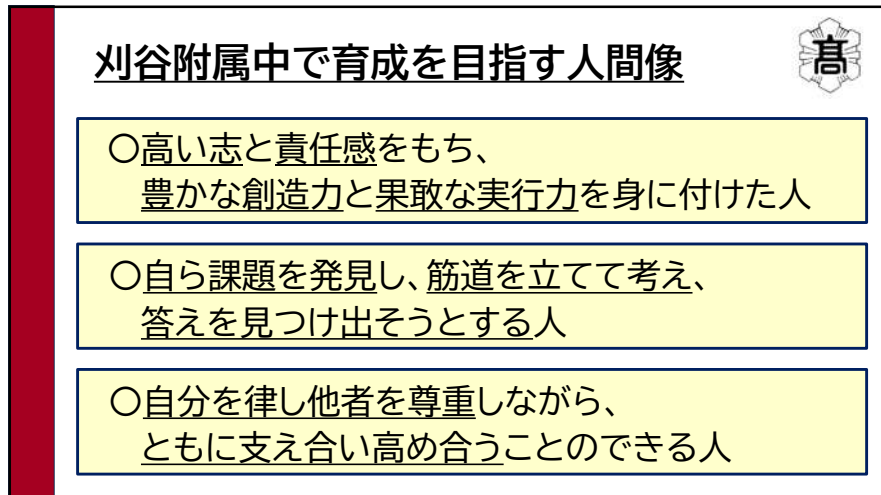 刈谷附属中で育成を目指す人間像
髙
○高い志と責任感をもち、
豊かな創造力と果敢な実行力を身に付けた人
○自ら課題を発見し、筋道を立てて考え、
答えを見つけ出そうとする人
○自分を律し他者を尊重しながら、
ともに支え合い高め合うことのできる人